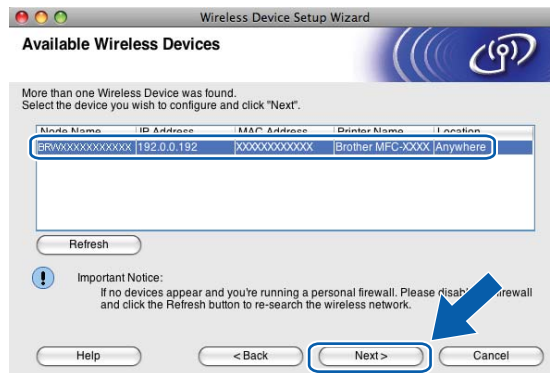 Wireless Device Setup Wizard
Available Wireless Devices
More than one Wireless Device was found.
Select the device you wish to configure and click "Next".
Node Name IP Address MAC Address Printer Name Location
BRWXXXXXXXXXXXX 192.0.0.192 XXXXXXXXXXXX Brother MFC-XXXX Anywhere
Refresh
Important Notice:
If no devices appear and you're running a personal firewall. Please
and click the Refresh button to re-search the wireless network.
Help < Back Next > Cancel